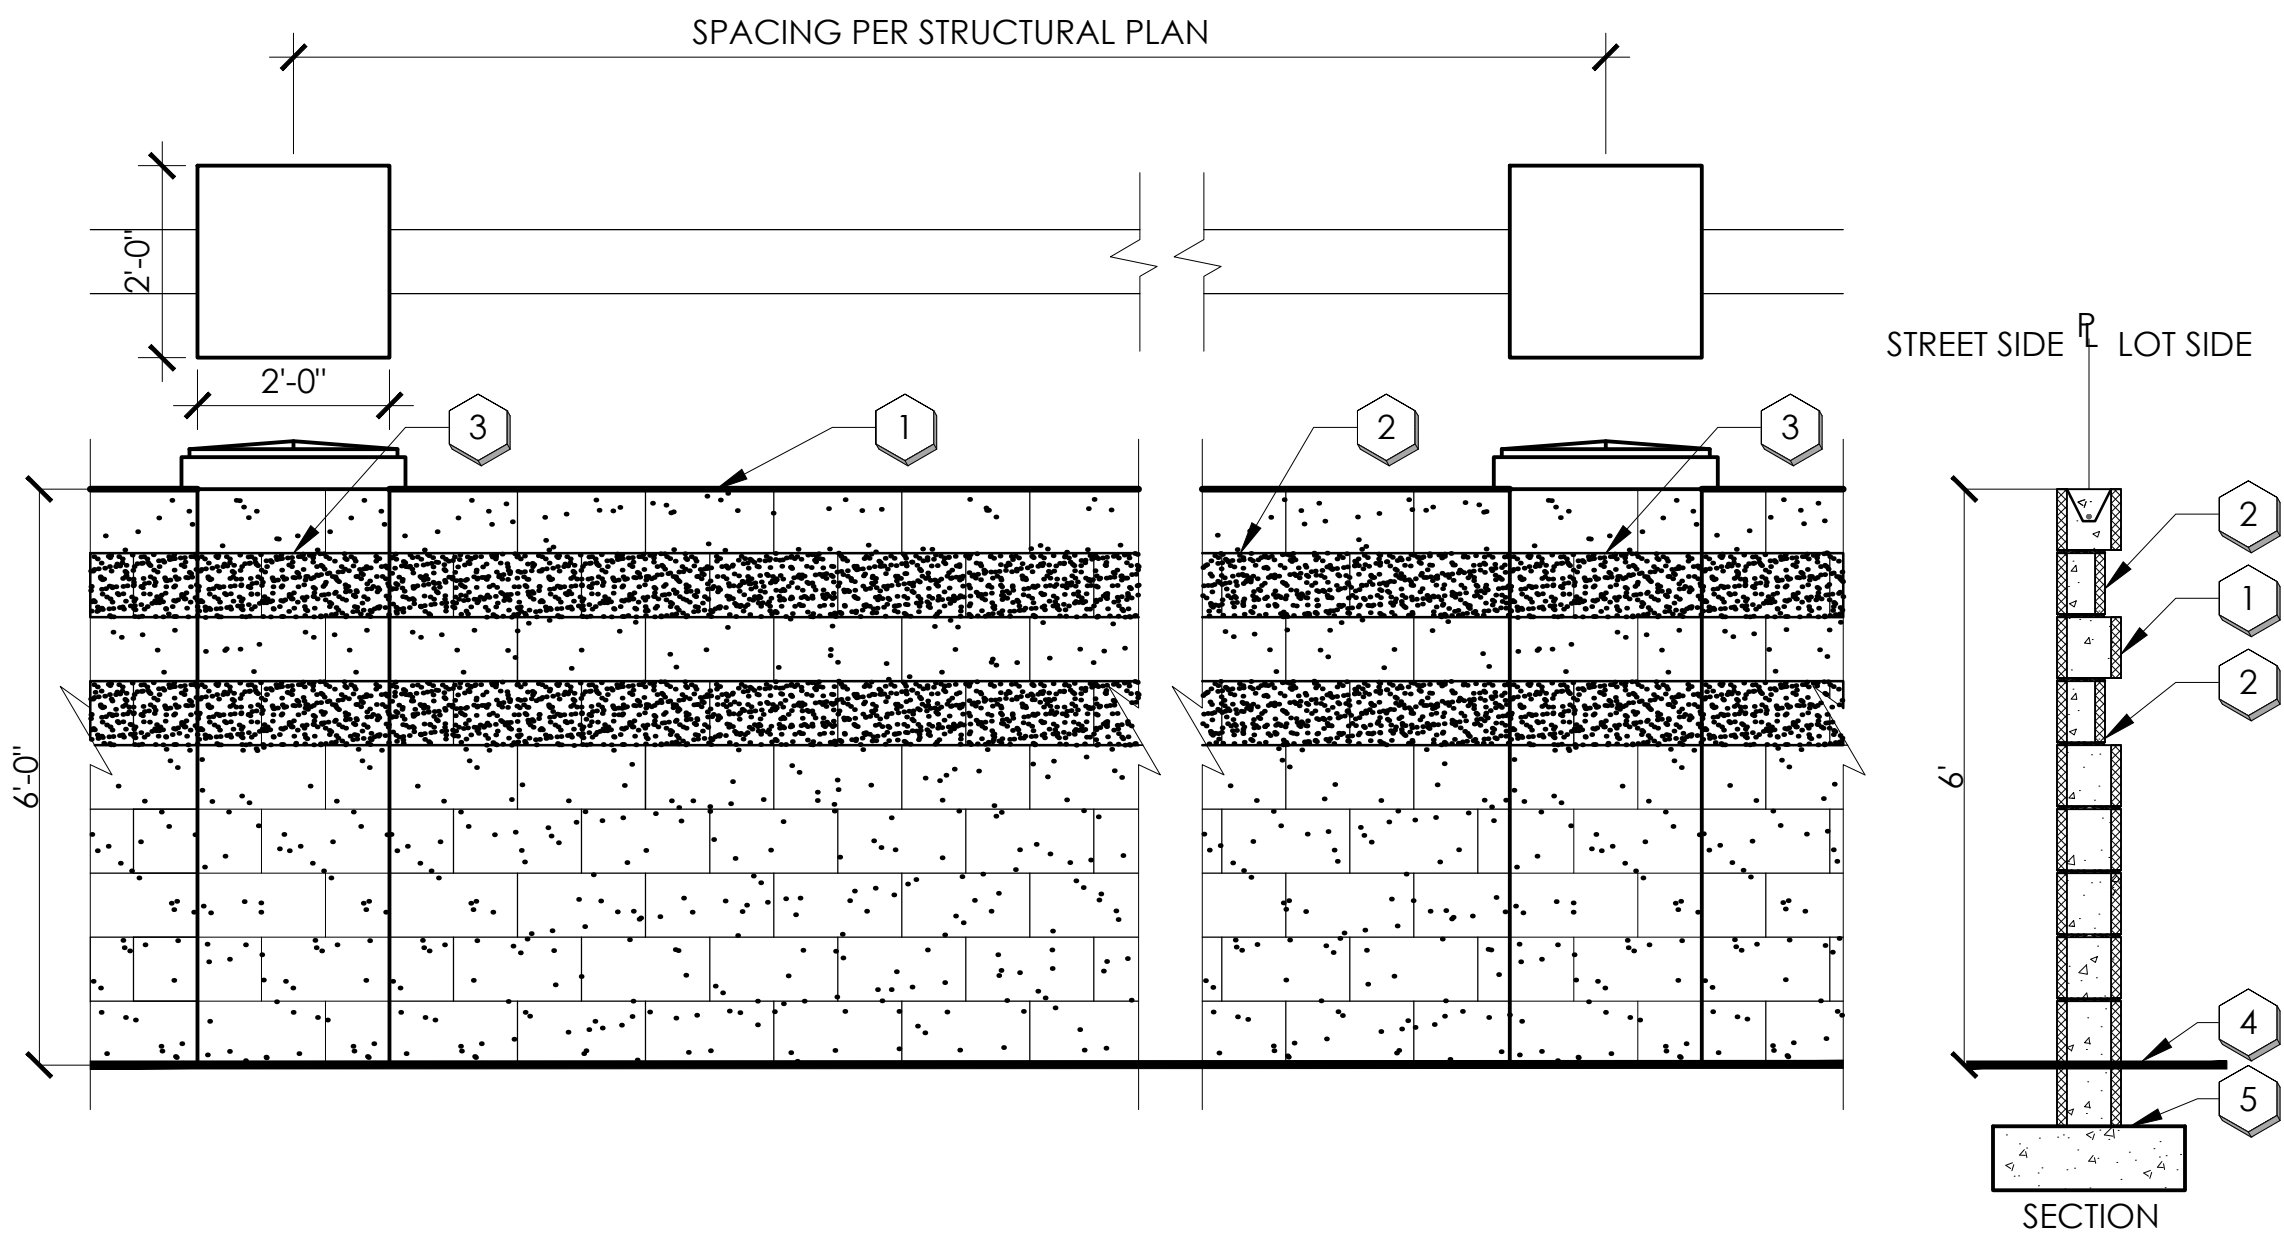 SPACING PER STRUCTURAL PLAN
2'-0"
2'-0"
3
1
2
3
6'-0"
PL
STREET SIDE
LOT SIDE
2
1
2
6'
4
5
SECTION